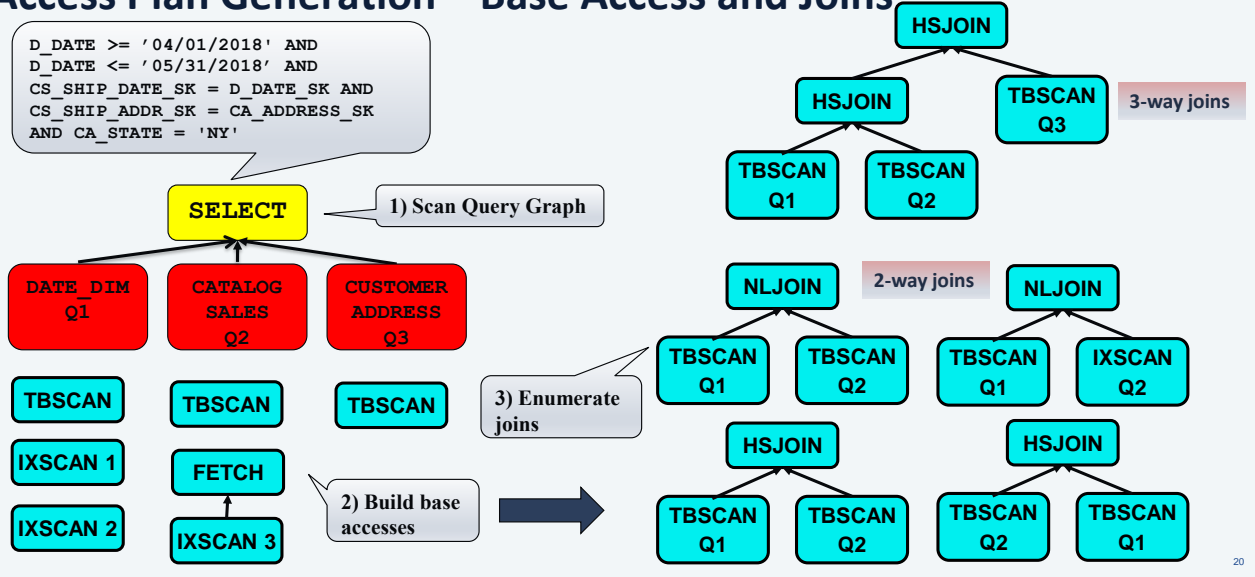 Access Plan Generation – Base Access and Joins
D_DATE >= '04/01/2018' AND
D_DATE <= '05/31/2018’ AND
CS_SHIP_DATE_SK = D_DATE_SK AND
CS_SHIP_ADDR_SK = CA_ADDRESS_SK
AND CA_STATE = 'NY'
SELECT
1) Scan Query Graph
DATE_DIM
Q1
CATALOG
SALES
Q2
CUSTOMER
ADDRESS
Q3
TBSCAN
TBSCAN
TBSCAN
IXSCAN 1
FETCH
IXSCAN 2
IXSCAN 3
2) Build base
accesses
3) Enumerate
joins
HSJOIN
HSJOIN
TBSCAN
Q3
3-way joins
TBSCAN
Q1
TBSCAN
Q2
2-way joins
NLJOIN
TBSCAN
Q1
TBSCAN
Q2
NLJOIN
TBSCAN
Q1
IXSCAN
Q2
HSJOIN
TBSCAN
Q1
TBSCAN
Q2
HSJOIN
TBSCAN
Q2
TBSCAN
Q1
20